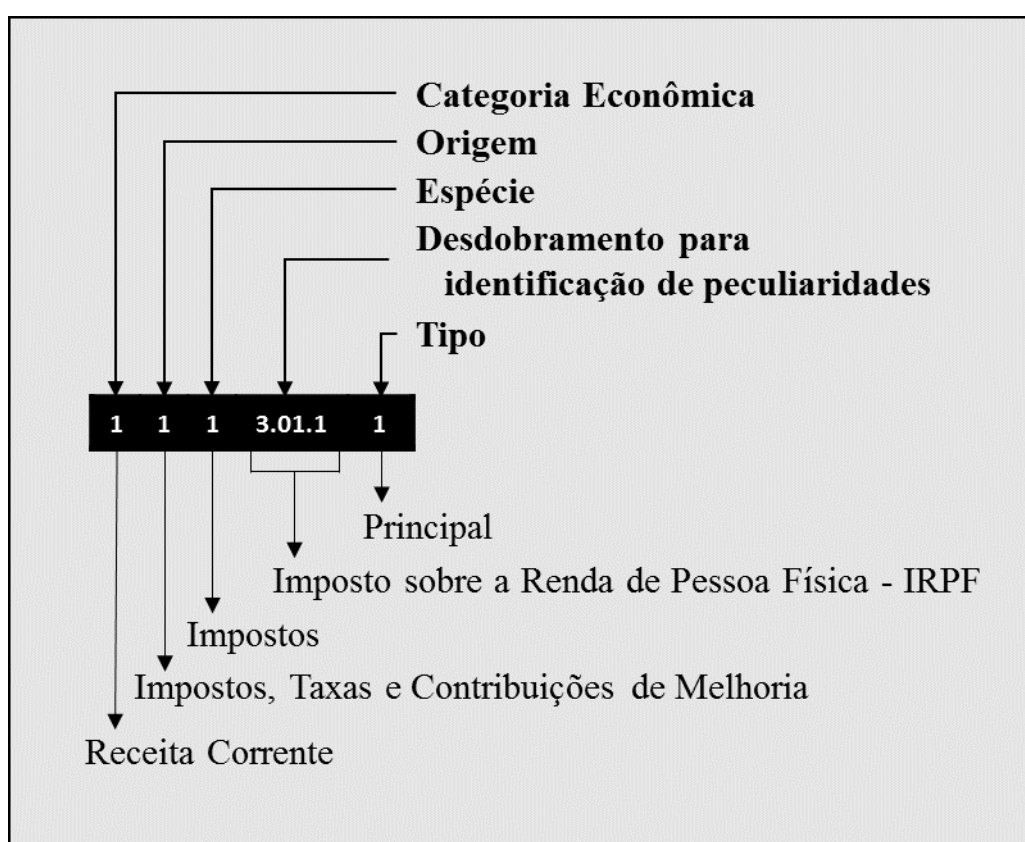 Categoria Econômica
Origem
Espécie
Desdobramento para
identificação de peculiaridades
Tipo
1 1 1 3.01.1 1
Principal
Imposto sobre a Renda de Pessoa Física - IRPF
Impostos
Impostos, Taxas e Contribuições de Melhoria
Receita Corrente